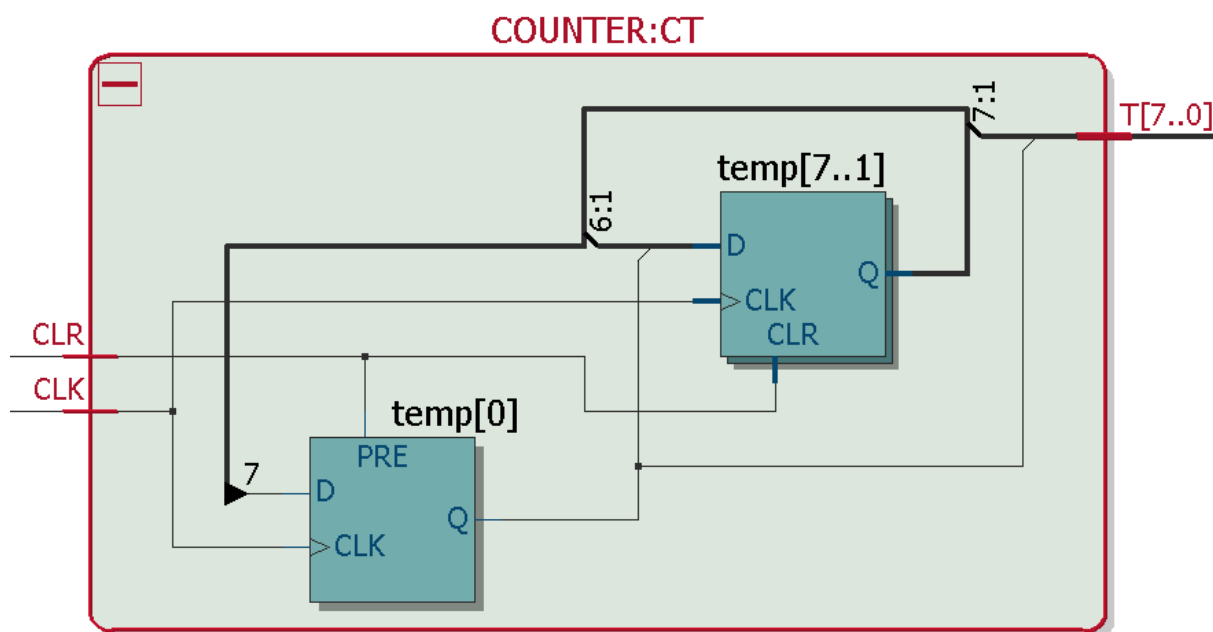 COUNTER:CT
7:1
T[7..0]
temp[7..1]
6:1
D
Q
CLK
CLR
CLR
CLK
temp[0]
PRE
7
D
Q
CLK